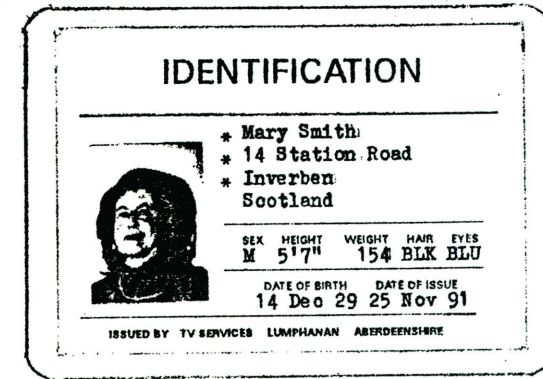 IDENTIFICATION
* Mary Smith
* 14 Station Road
* Inverben
Scotland
SEX HEIGHT WEIGHT HAIR EYES
M 5'7" 154 BLK BLU
DATE OF BIRTH DATE OF ISSUE
14 Dec 29 25 Nov 91
ISSUED BY TV SERVICES LUMPHANAN ABERDEENSHIRE